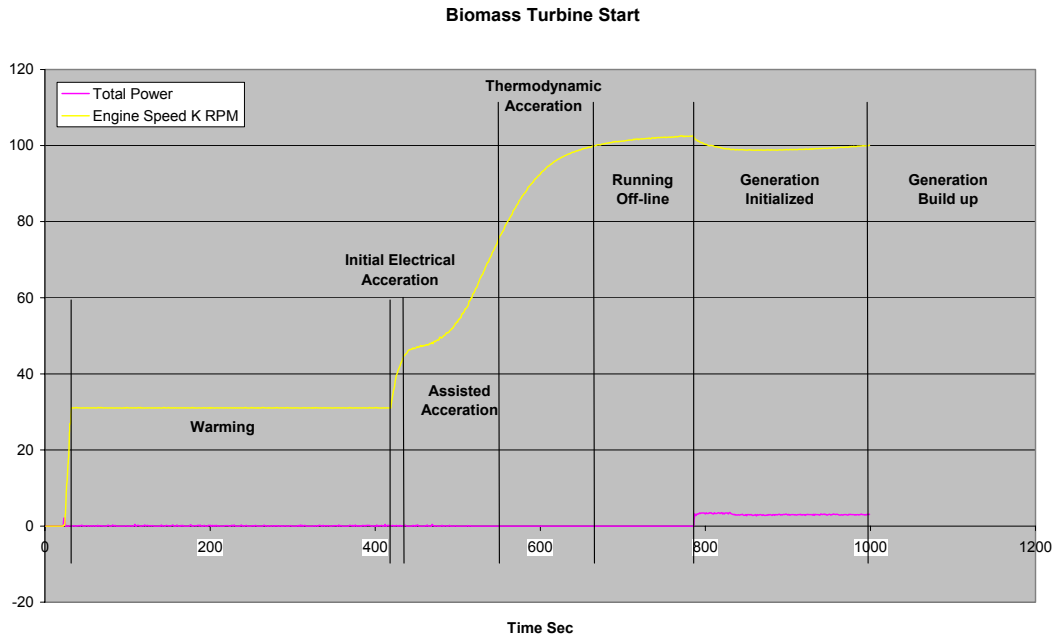 Biomass Turbine Start
120
100
80
60
40
20
0
-20
Total Power
Engine Speed K RPM
Thermodynamic
Acceration
Running
Off-line
Generation
Initialized
Generation
Build up
Initial Electrical
Acceration
Assisted
Acceration
Warming
0
200
400
600
800
1000
1200
Time Sec